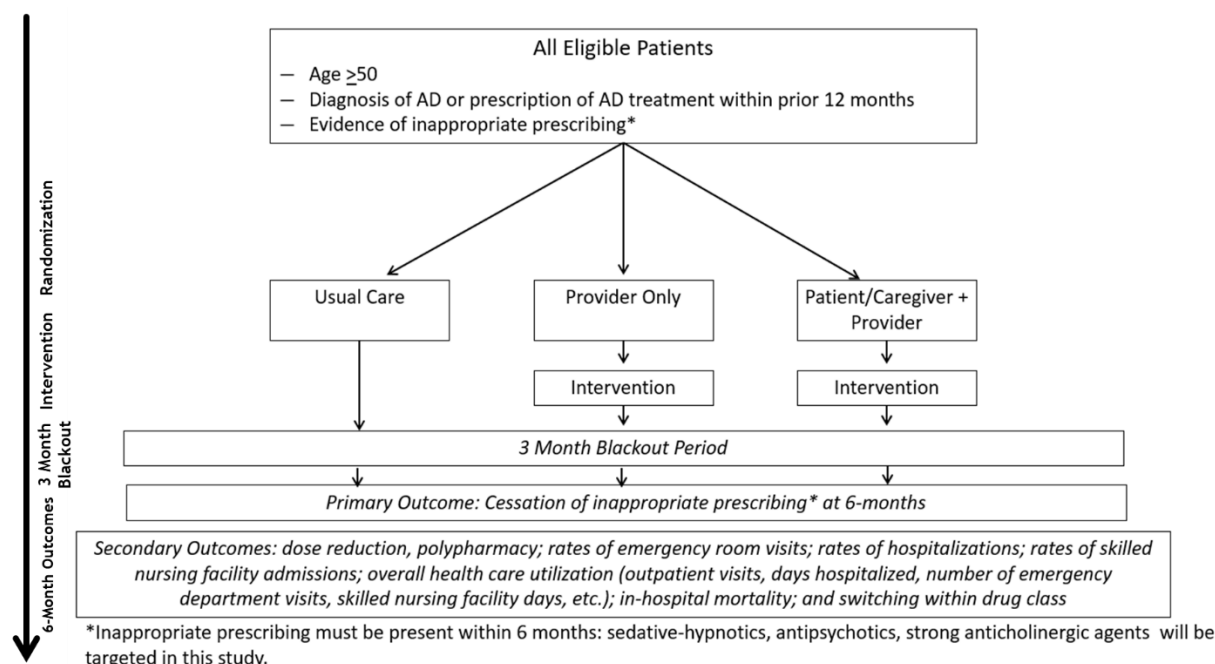 All Eligible Patients
— Age ≥50
— Diagnosis of AD or prescription of AD treatment within prior 12 months
— Evidence of inappropriate prescribing*
Usual Care
Provider Only
Patient/Caregiver +
Provider
Intervention
Intervention
3 Month Blackout Period
Primary Outcome: Cessation of inappropriate prescribing* at 6-months
Secondary Outcomes: dose reduction, polypharmacy; rates of emergency room visits; rates of hospitalizations; rates of skilled
nursing facility admissions; overall health care utilization (outpatient visits, days hospitalized, number of emergency
department visits, skilled nursing facility days, etc.); in-hospital mortality; and switching within drug class
*Inappropriate prescribing must be present within 6 months: sedative-hypnotics, antipsychotics, strong anticholinergic agents will be
targeted in this study.
6-Month Outcomes 3 Month Intervention Randomization
Blackout